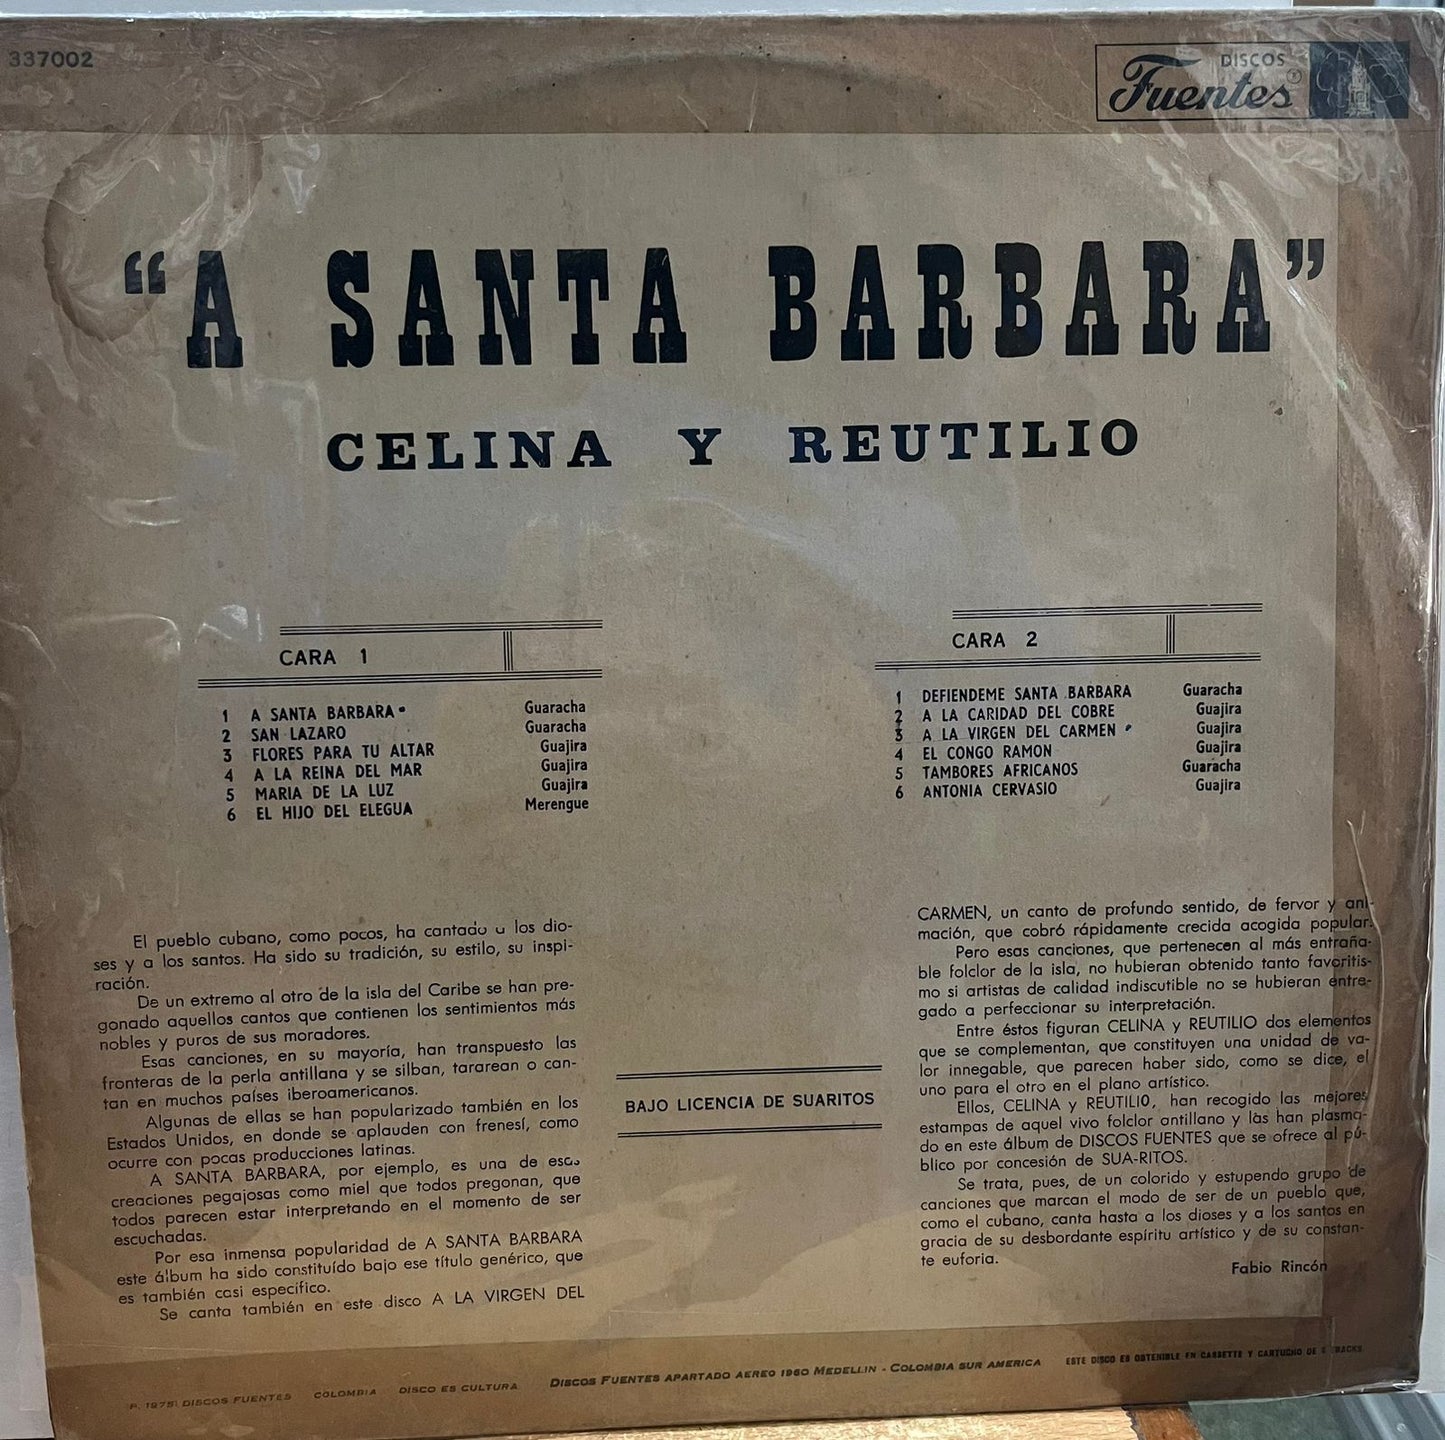 337002
DISCOS
Fuentes
"A SANTA BARBARA"
CELINA Y REUTILIO
CARA 1
1 A SANTA BARBARA Guaracha
2 SAN LAZARO Guaracha
3 FLORES PARA TU ALTAR Guajira
4 A LA REINA DEL MAR Guajira
5 MARIA DE LA LUZ Guajira
6 EL HIJO DEL ELEGUA Merengue
CARA 2
1 DEFIENDEME SANTA BARBARA Guaracha
2 A LA CARIDAD DEL COBRE Guajira
3 A LA VIRGEN DEL CARMEN Guajira
4 EL CONGO RAMON Guajira
5 TAMBORES AFRICANOS Guaracha
6 ANTONIA CERVASIO Guajira
El pueblo cubano, como pocos, ha cantado a los dio-
ses y a los santos. Ha sido su tradición, su estilo, su inspi-
ración.
De un extremo al otro de la isla del Caribe se han pre-
gonado aquellos cantos que contienen los sentimientos más
nobles y puros de sus moradores.
Esas canciones, en su mayoría, han transpuesto las
fronteras de la perla antillana y se silban, tararean o can-
tan en muchos países iberoamericanos.
Algunas de ellas se han popularizado también en los
Estados Unidos, en donde se aplauden con frenesí, como
ocurre con pocas producciones latinas.
A SANTA BARBARA, por ejemplo, es una de esas
creaciones pegajosas como miel que todos pregonan, que
todos parecen estar interpretando en el momento de ser
escuchadas.
Por esa inmensa popularidad de A SANTA BARBARA
este álbum ha sido constituído bajo ese título genérico, que
es también casi específico.
Se canta también en este disco A LA VIRGEN DEL
BAJO LICENCIA DE SUARITOS
CARMEN, un canto de profundo sentido, de fervor y ani-
mación, que cobró rápidamente crecida acogida popular.
Pero esas canciones, que pertenecen al más entraña-
ble folclor de la isla, no hubieran obtenido tanto favoritis-
mo si artistas de calidad indiscutible no se hubieran entre-
gado a perfeccionar su interpretación.
Entre éstos figuran CELINA y REUTILIO dos elementos
que se complementan, que constituyen una unidad de va-
lor innegable, que parecen haber sido, como se dice, el
uno para el otro en el plano artístico.
Ellos, CELINA y REUTILIO, han recogido las mejores
estampas de aquel vivo folclor antillano y las han plasma-
do en este álbum de DISCOS FUENTES que se ofrece al pú-
blico por concesión de SUA-RITOS.
Se trata, pues, de un colorido y estupendo grupo de
canciones que marcan el modo de ser de un pueblo que,
como el cubano, canta hasta a los dioses y a los santos en
gracia de su desbordante espíritu artístico y de su constan-
te euforia.
Fabio Rincón
P. 1975 DISCOS FUENTES COLOMBIA DISCO ES CULTURA DISCOS FUENTES APARTADO AEREO 1960 MEDELLIN - COLOMBIA SUR AMERICA ESTE DISCO ES OBTENIBLE EN CASSETTE Y CARTUCHO DE 8 TRACKS